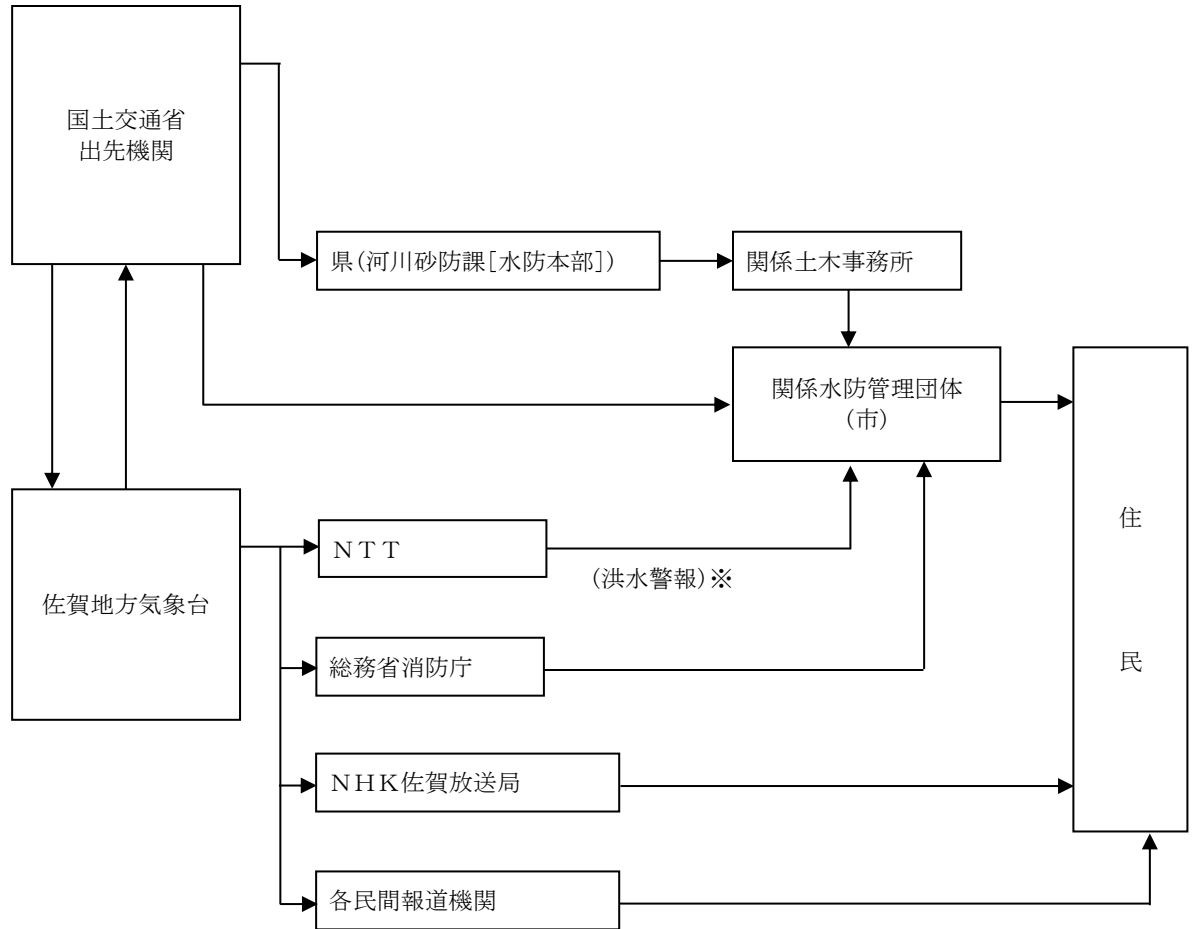 国土交通省
出先機関
県(河川砂防課[水防本部])
関係土木事務所
関係水防管理団体
(市)
住
民
佐賀地方気象台
ＮＴＴ
(洪水警報)※
総務省消防庁
ＮＨＫ佐賀放送局
各民間報道機関